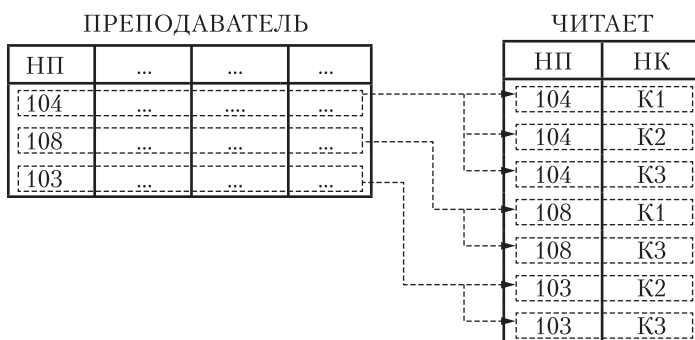 ПРЕПОДАВАТЕЛЬ
НП ... ... ...
104 ... .... ...
108 ... ... ...
103 ... ... ...
ЧИТАЕТ
НП НК
104 К1
104 К2
104 К3
108 К1
108 К3
103 К2
103 К3